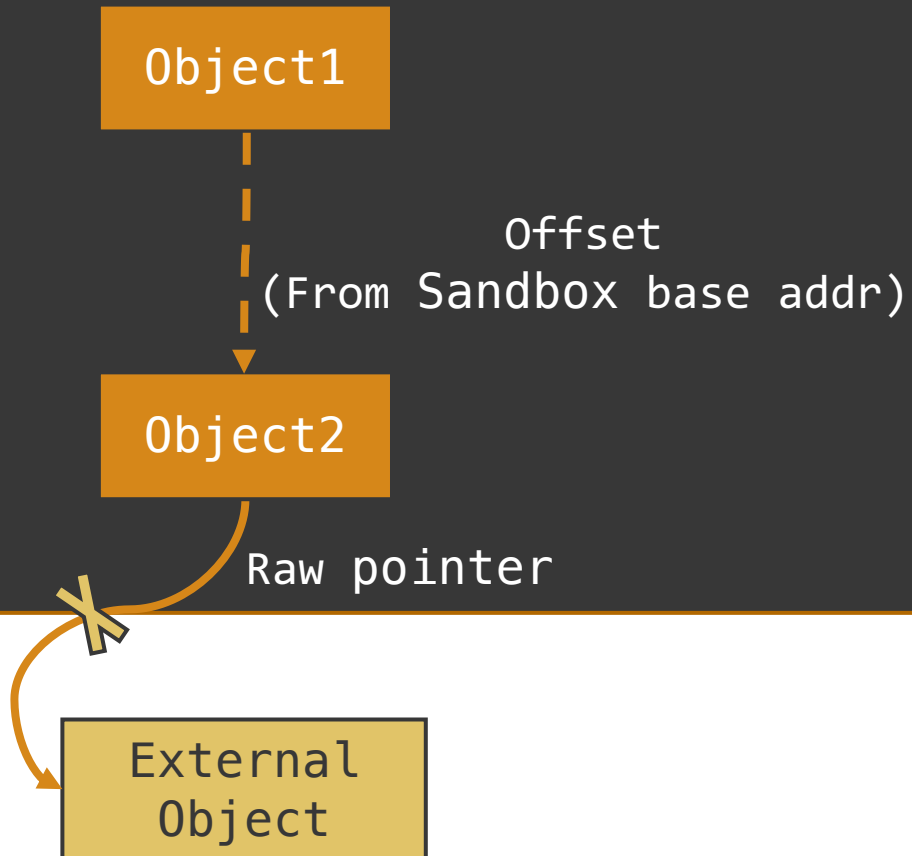 Object1
Offset
(From Sandbox base addr)
Object2
Raw pointer
External
Object